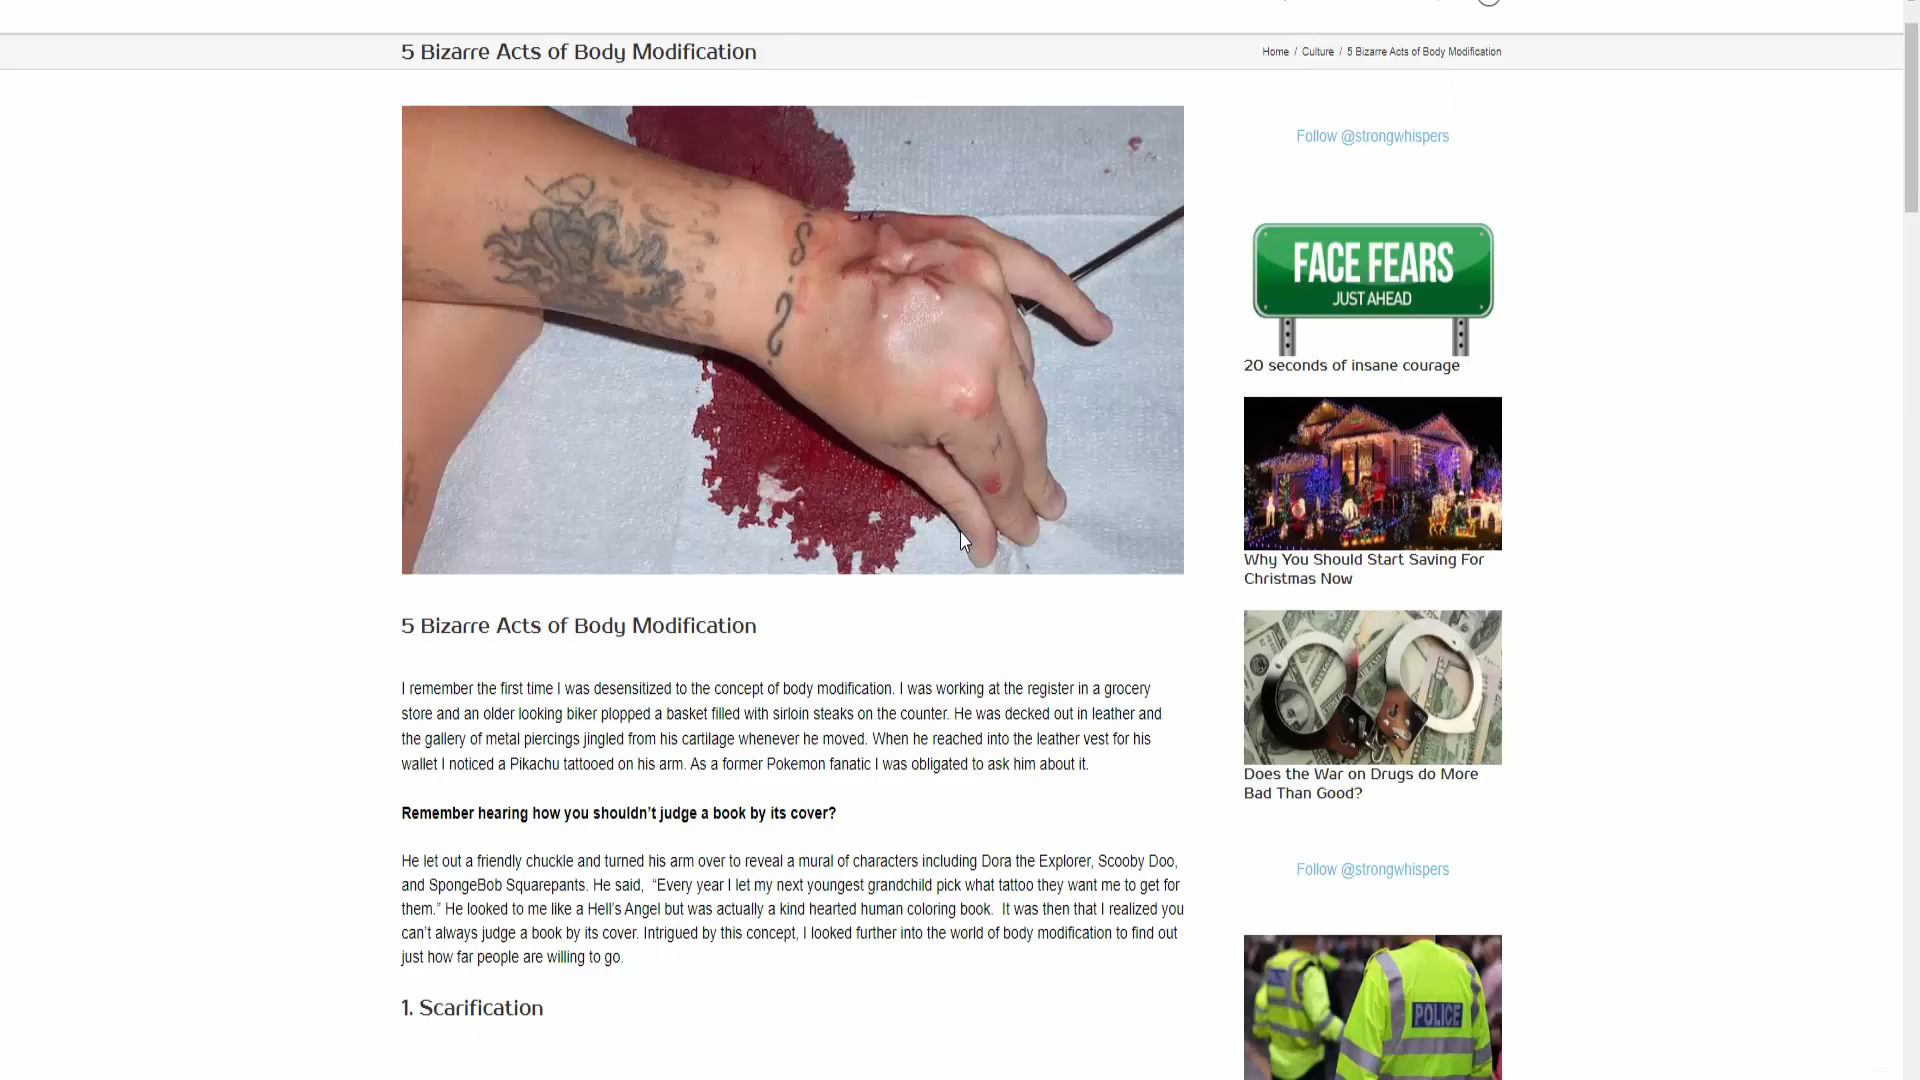 5 Bizarre Acts of Body Modification
Home / Culture / 5 Bizarre Acts of Body Modification
Follow @strongwhispers
FACE FEARS
JUST AHEAD
20 seconds of insane courage
Why You Should Start Saving For
Christmas Now
5 Bizarre Acts of Body Modification
I remember the first time I was desensitized to the concept of body modification. I was working at the register in a grocery
store and an older looking biker plopped a basket filled with sirloin steaks on the counter. He was decked out in leather and
the gallery of metal piercings jingled from his cartilage whenever he moved. When he reached into the leather vest for his
wallet I noticed a Pikachu tattooed on his arm. As a former Pokemon fanatic I was obligated to ask him about it.
Remember hearing how you shouldn’t judge a book by its cover?
He let out a friendly chuckle and turned his arm over to reveal a mural of characters including Dora the Explorer, Scooby Doo,
and SpongeBob Squarepants. He said,  “Every year I let my next youngest grandchild pick what tattoo they want me to get for
them.” He looked to me like a Hell’s Angel but was actually a kind hearted human coloring book.  It was then that I realized you
can’t always judge a book by its cover. Intrigued by this concept, I looked further into the world of body modification to find out
just how far people are willing to go.
1. Scarification
Does the War on Drugs do More
Bad Than Good?
Follow @strongwhispers
POLICE